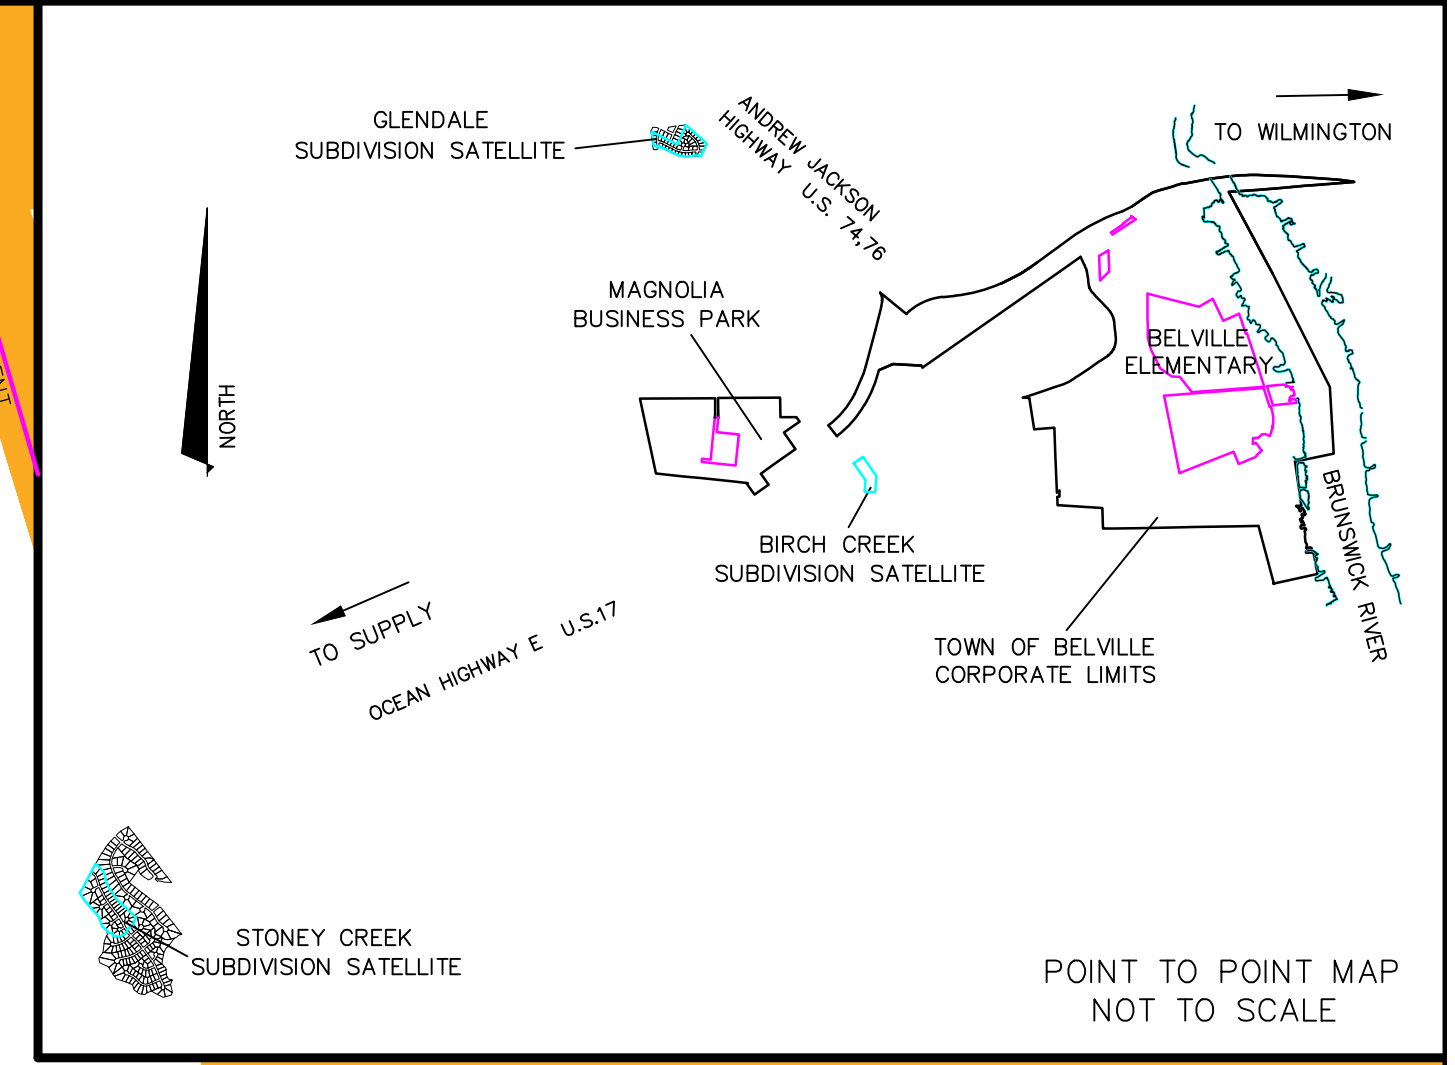 GLENDALE
SUBDIVISION SATELLITE
ANDREW JACKSON
HIGHWAY U.S. 74,76
TO WILMINGTON
MAGNOLIA
BUSINESS PARK
BELVILLE
ELEMENTARY
NORTH
BIRCH CREEK
SUBDIVISION SATELLITE
BRUNSWICK RIVER
TO SUPPLY
OCEAN HIGHWAY E U.S.17
TOWN OF BELVILLE
CORPORATE LIMITS
STONEY CREEK
SUBDIVISION SATELLITE
POINT TO POINT MAP
NOT TO SCALE